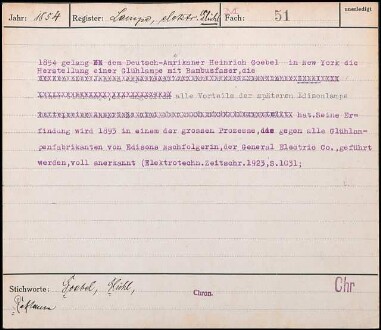 unerledigt
Jahr: 1854 Register: Lampe, elektr. Glühl. Fach: 51
1854 gelang dem Deutsch-Amrikaner Heinrich Goebel in New York die
Herstellung einer Glühlampe mit Bambusfaser, die
alle Vorteile der späteren Edisonlampe
hat. Seine Er-
findung wird 1893 in einem der grossen Prozesse, die gegen alle Glühlam-
penfabrikanten von Edisons Nachfolgerin, der General Electric Co., geführt
werden, voll anerkannt (Elektrotechn. Zeitschr. 1923, S. 1031;
Stichworte: Goebel,
Chron.
Chr